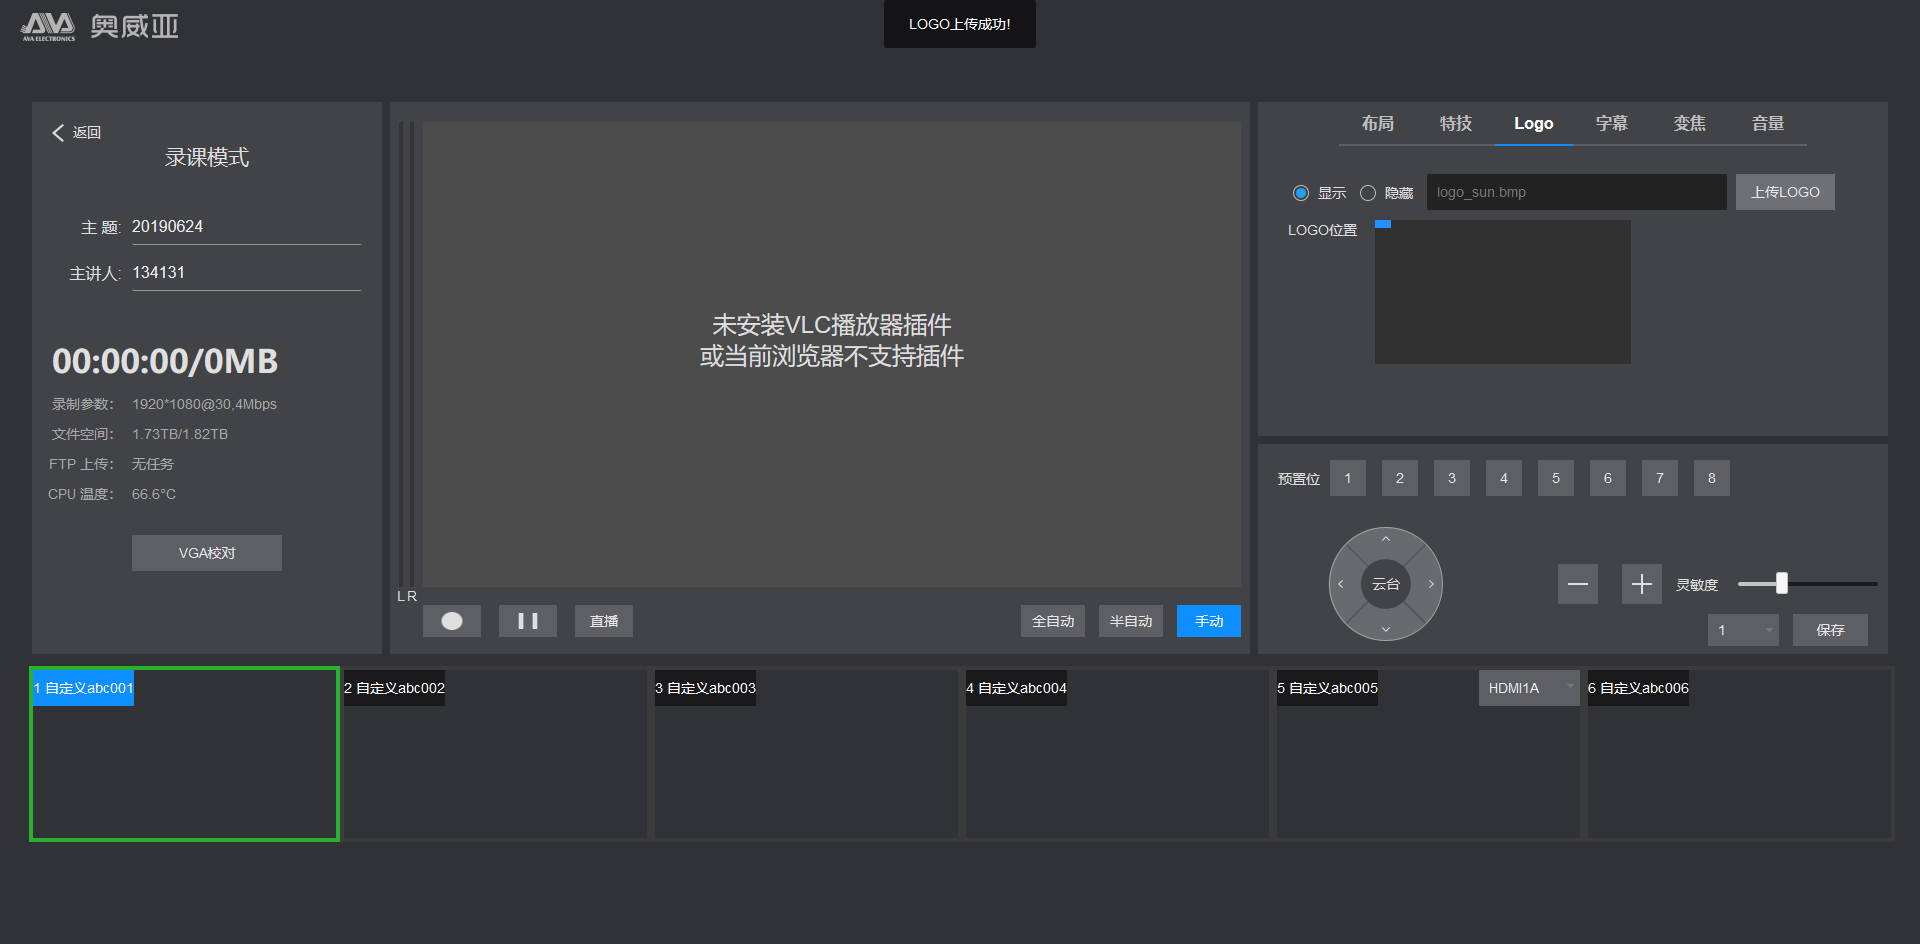 AVA ELECTRONICS
奥威亚
LOGO上传成功!
返回
录课模式
主 题: 20190624
主讲人: 134131
00:00:00/0MB
录制参数: 1920*1080@30,4Mbps
文件空间: 1.73TB/1.82TB
FTP 上传: 无任务
CPU 温度: 66.6°C
VGA校对
未安装VLC播放器插件
或当前浏览器不支持插件
L R
直播
全自动 半自动 手动
布局 特技 Logo 字幕 变焦 音量
显示 隐藏 logo_sun.bmp 上传LOGO
LOGO位置
预置位 1 2 3 4 5 6 7 8
云台
灵敏度
1 保存
1 自定义abc001
2 自定义abc002
3 自定义abc003
4 自定义abc004
5 自定义abc005
HDMI1A
6 自定义abc006